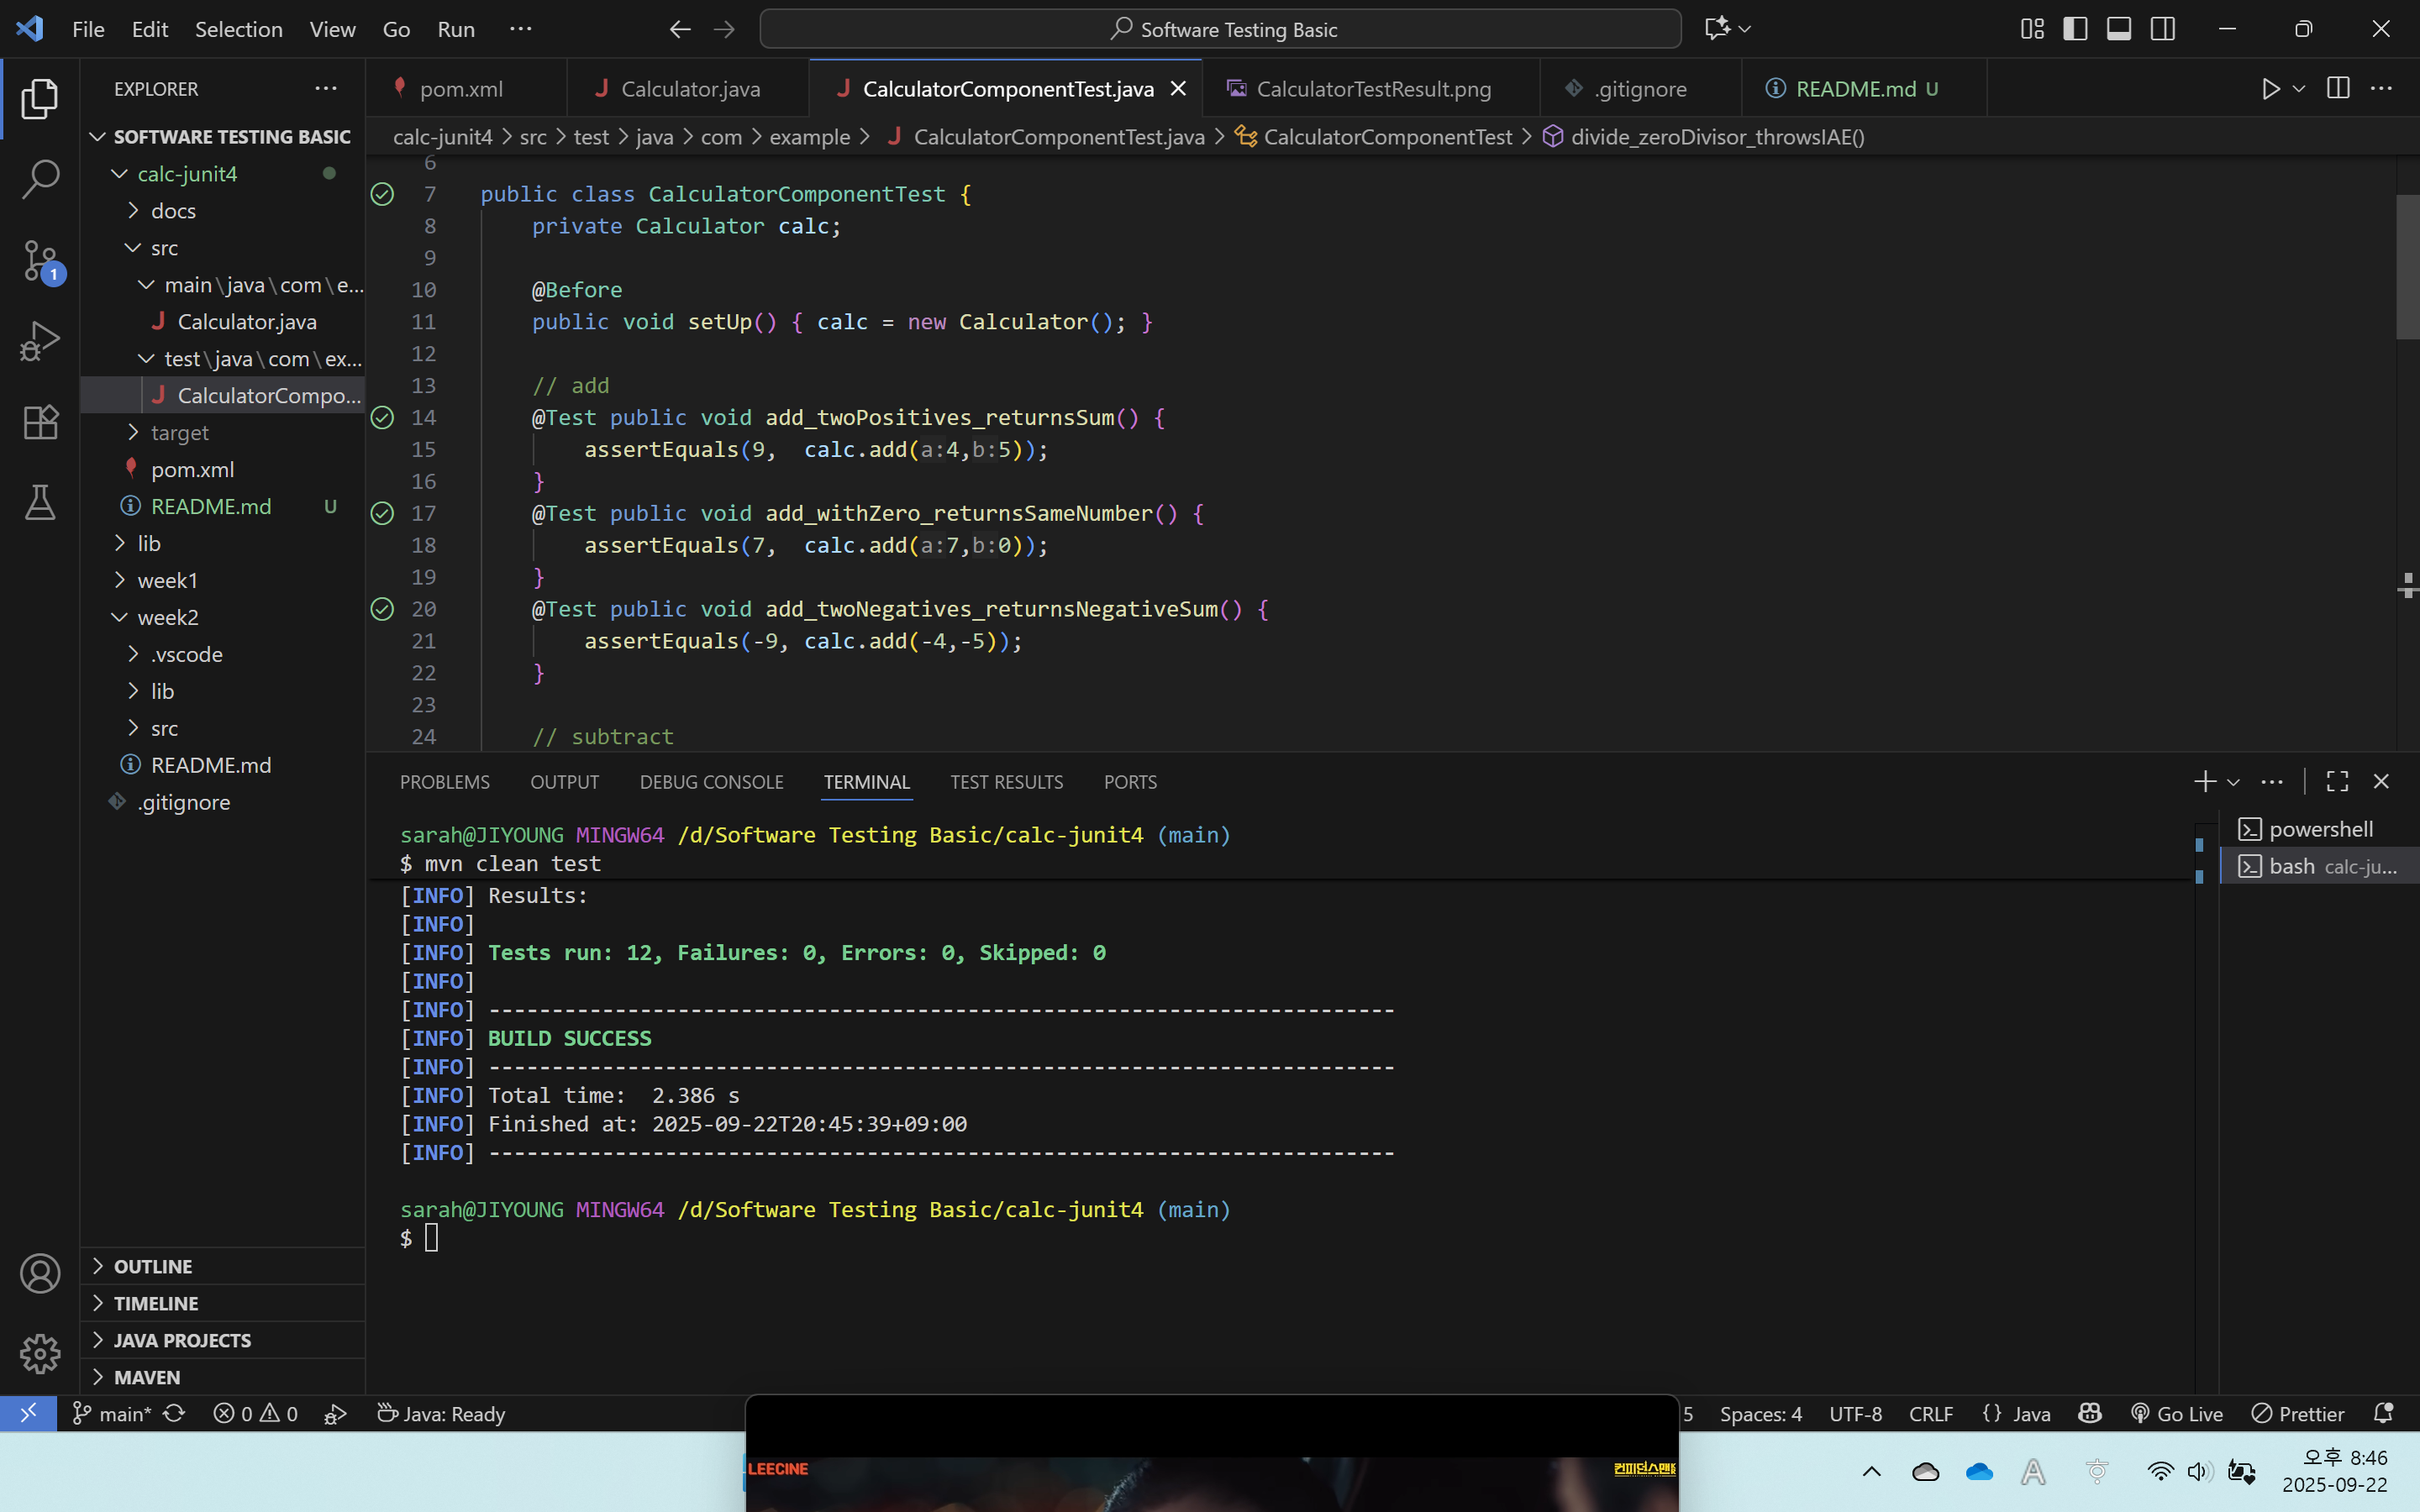 File Edit Selection View Go Run ···
Software Testing Basic
EXPLORER ···
SOFTWARE TESTING BASIC
calc-junit4
docs
src
main\java\com\e...
Calculator.java
test\java\com\ex...
CalculatorCompo...
target
pom.xml
README.md U
lib
week1
week2
.vscode
lib
src
README.md
.gitignore
OUTLINE
TIMELINE
JAVA PROJECTS
MAVEN
1
pom.xml
Calculator.java
CalculatorComponentTest.java
CalculatorTestResult.png
.gitignore
README.md U
calc-junit4 > src > test > java > com > example > CalculatorComponentTest.java > CalculatorComponentTest > divide_zeroDivisor_throwsIAE()
6
7 public class CalculatorComponentTest {
8 private Calculator calc;
9
10 @Before
11 public void setUp() { calc = new Calculator(); }
12
13 // add
14 @Test public void add_twoPositives_returnsSum() {
15 assertEquals(9,  calc.add(a:4,b:5));
16 }
17 @Test public void add_withZero_returnsSameNumber() {
18 assertEquals(7,  calc.add(a:7,b:0));
19 }
20 @Test public void add_twoNegatives_returnsNegativeSum() {
21 assertEquals(-9, calc.add(-4,-5));
22 }
23
24 // subtract
PROBLEMS OUTPUT DEBUG CONSOLE TERMINAL TEST RESULTS PORTS
sarah@JIYOUNG MINGW64 /d/Software Testing Basic/calc-junit4 (main)
$ mvn clean test
[INFO] Results:
[INFO]
[INFO] Tests run: 12, Failures: 0, Errors: 0, Skipped: 0
[INFO]
[INFO] ------------------------------------------------------------------------
[INFO] BUILD SUCCESS
[INFO] ------------------------------------------------------------------------
[INFO] Total time:  2.386 s
[INFO] Finished at: 2025-09-22T20:45:39+09:00
[INFO] ------------------------------------------------------------------------
sarah@JIYOUNG MINGW64 /d/Software Testing Basic/calc-junit4 (main)
$
powershell
bash calc-ju...
main* 0 0 Java: Ready
5 Spaces: 4 UTF-8 CRLF {} Java Go Live Prettier
LEECINE
컨피던스맨
A 한
오후 8:46
2025-09-22